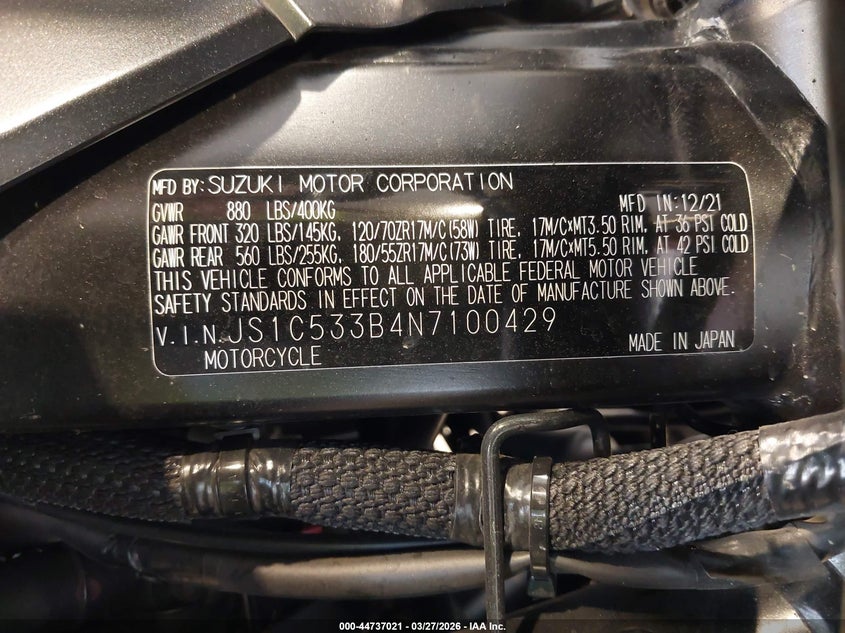 MFD BY: SUZUKI MOTOR CORPORATION MFD IN: 12/21
GVWR 880 LBS/400KG
GAWR FRONT 320 LBS/145KG, 120/70ZR17M/C(58W) TIRE, 17M/C×MT3.50 RIM, AT 36 PSI COLD
GAWR REAR 560 LBS/255KG, 180/55ZR17M/C(73W) TIRE, 17M/C×MT5.50 RIM, AT 42 PSI COLD
THIS VEHICLE CONFORMS TO ALL APPLICABLE FEDERAL MOTOR VEHICLE
SAFETY STANDARDS IN EFFECT ON THE DATE OF MANUFACTURE SHOWN ABOVE.
V.I.N. JS1C533B4N7100429
MOTORCYCLE MADE IN JAPAN
000-44737021 - 03/27/2026 - IAA Inc.